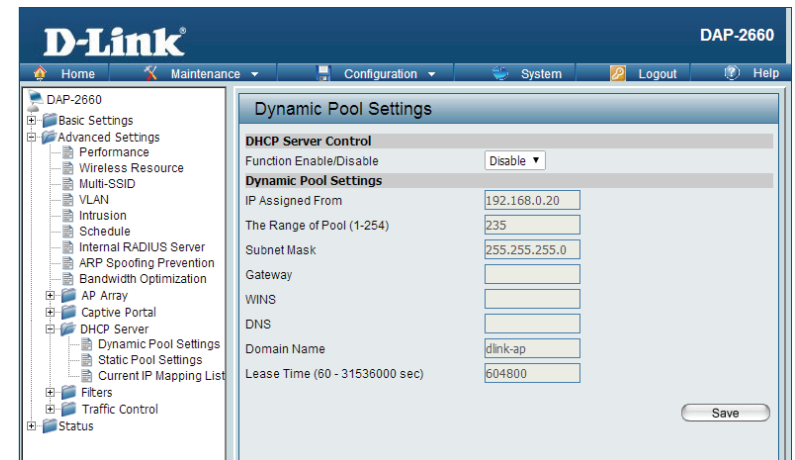 D-Link®
DAP-2660
Home Maintenance Configuration System Logout Help
DAP-2660
Basic Settings
Advanced Settings
Performance
Wireless Resource
Multi-SSID
VLAN
Intrusion
Schedule
Internal RADIUS Server
ARP Spoofing Prevention
Bandwidth Optimization
AP Array
Captive Portal
DHCP Server
Dynamic Pool Settings
Static Pool Settings
Current IP Mapping List
Filters
Traffic Control
Status
Dynamic Pool Settings
DHCP Server Control
Function Enable/Disable Disable
Dynamic Pool Settings
IP Assigned From 192.168.0.20
The Range of Pool (1-254) 235
Subnet Mask 255.255.255.0
Gateway
WINS
DNS
Domain Name dlink-ap
Lease Time (60 - 31536000 sec) 604800
Save